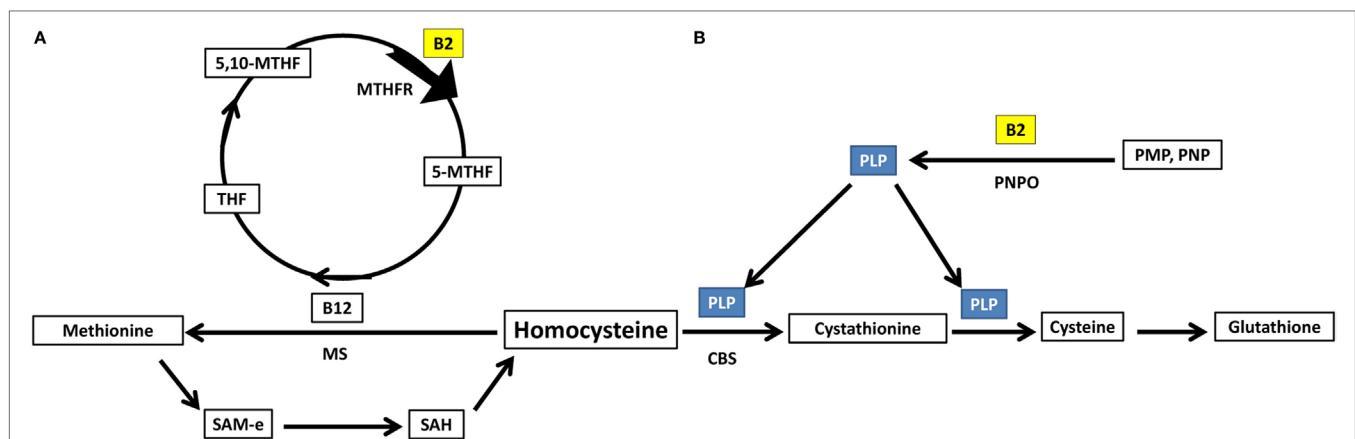 A
B2
B
5,10-MTHF
MTHFR
B2
PLP
PMP, PNP
5-MTHF
PNPO
THF
B12
PLP
PLP
Methionine
Homocysteine
Cystathionine
Cysteine
Glutathione
MS
CBS
SAM-e
SAH